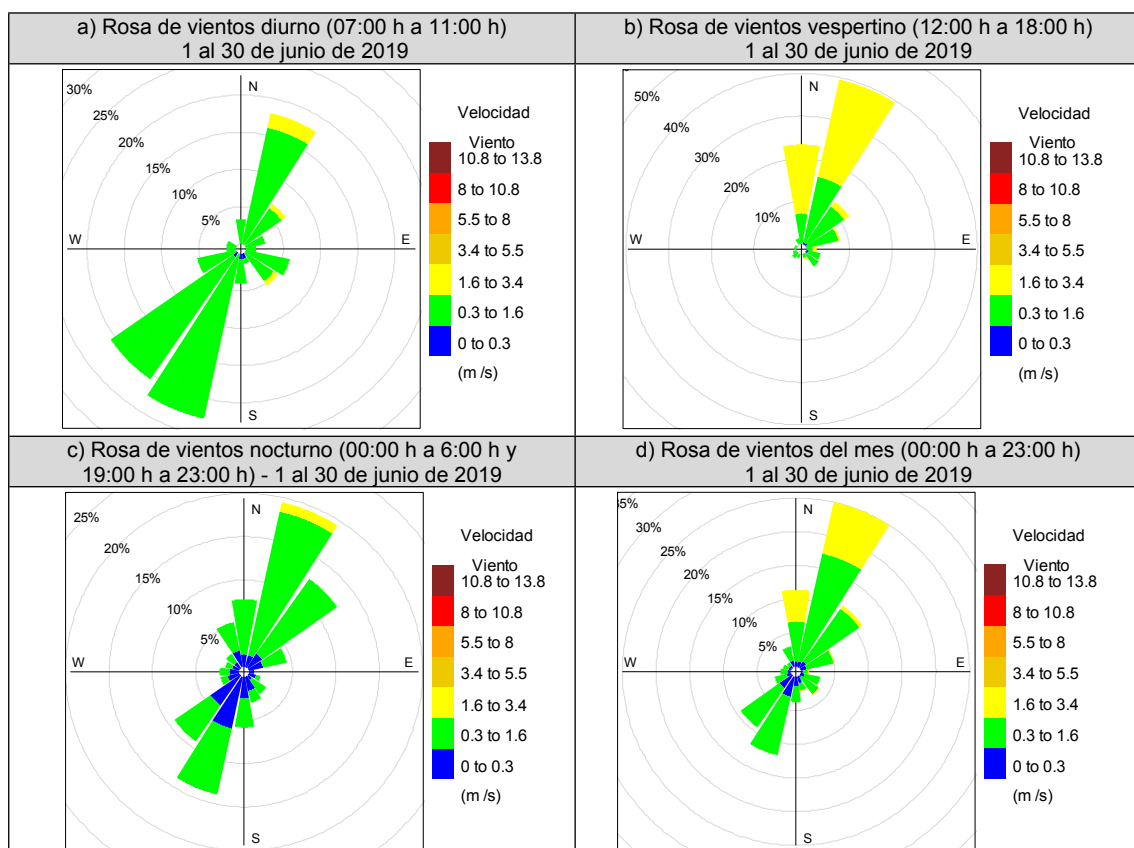 a) Rosa de vientos diurno (07:00 h a 11:00 h)
1 al 30 de junio de 2019
b) Rosa de vientos vespertino (12:00 h a 18:00 h)
1 al 30 de junio de 2019
30%
25%
20%
15%
10%
5%
N
E
S
W
Velocidad
Viento
10.8 to 13.8
8 to 10.8
5.5 to 8
3.4 to 5.5
1.6 to 3.4
0.3 to 1.6
0 to 0.3
(m /s)
50%
40%
30%
20%
10%
N
E
S
W
Velocidad
Viento
10.8 to 13.8
8 to 10.8
5.5 to 8
3.4 to 5.5
1.6 to 3.4
0.3 to 1.6
0 to 0.3
(m /s)
c) Rosa de vientos nocturno (00:00 h a 6:00 h y
19:00 h a 23:00 h) - 1 al 30 de junio de 2019
d) Rosa de vientos del mes (00:00 h a 23:00 h)
1 al 30 de junio de 2019
25%
20%
15%
10%
5%
N
E
S
W
Velocidad
Viento
10.8 to 13.8
8 to 10.8
5.5 to 8
3.4 to 5.5
1.6 to 3.4
0.3 to 1.6
0 to 0.3
(m /s)
30%
25%
20%
15%
10%
5%
N
E
S
W
Velocidad
Viento
10.8 to 13.8
8 to 10.8
5.5 to 8
3.4 to 5.5
1.6 to 3.4
0.3 to 1.6
0 to 0.3
(m /s)